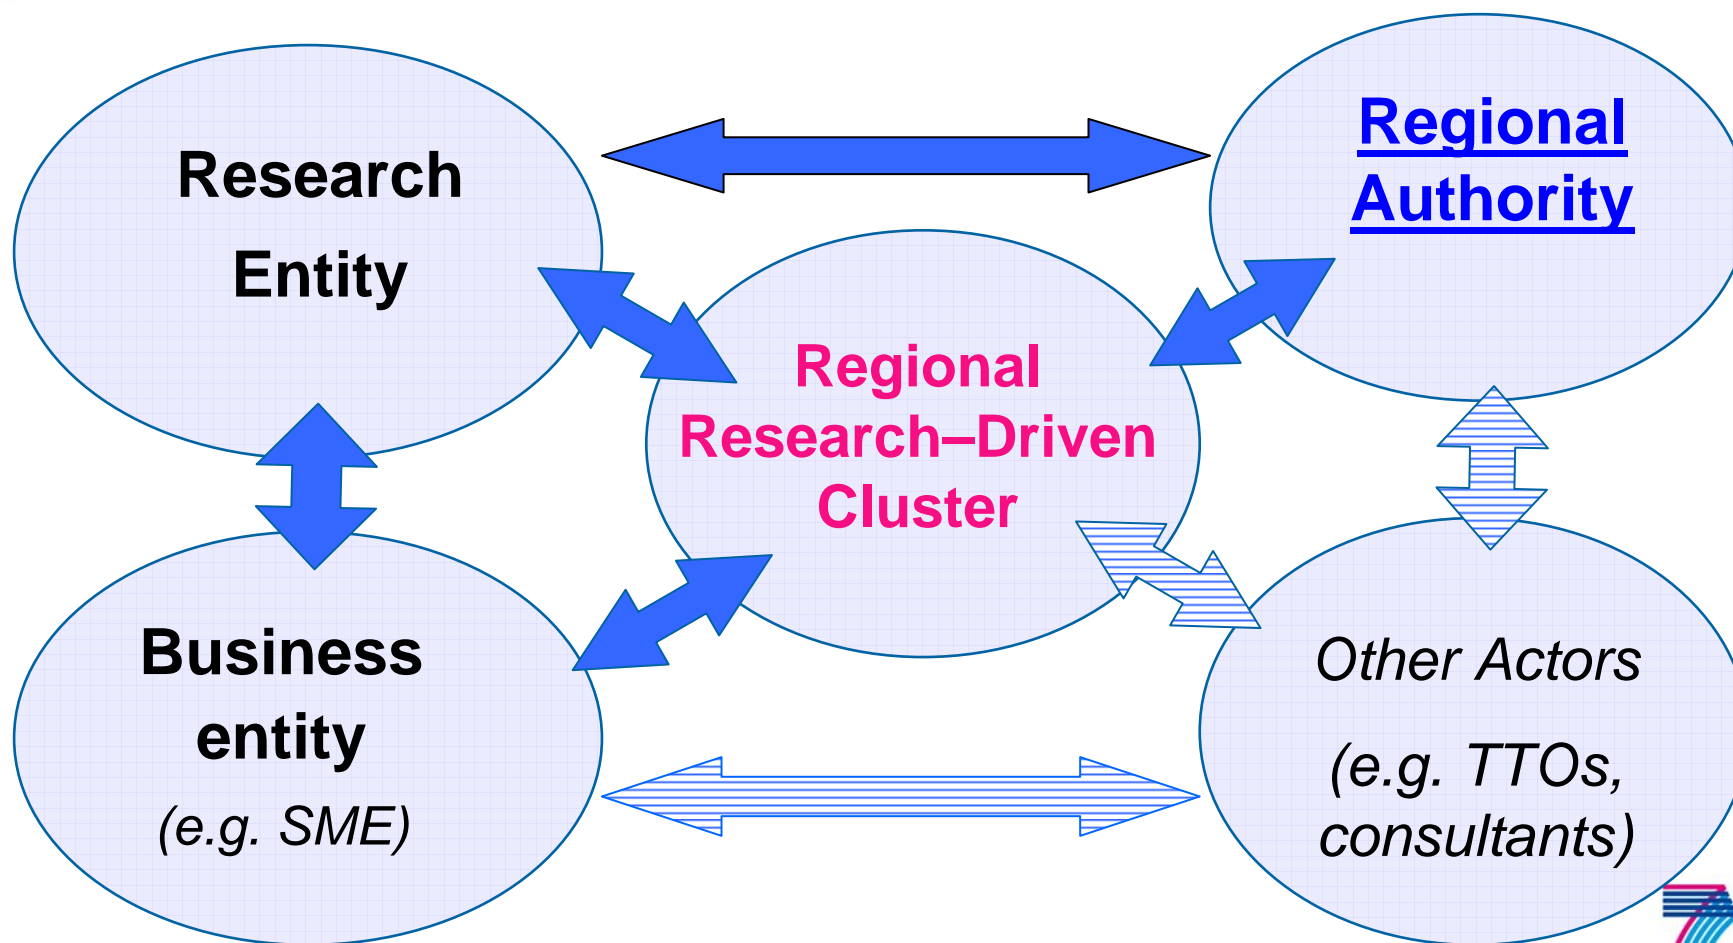 Research
Entity
Regional
Authority
Regional
Research–Driven
Cluster
Business
entity
(e.g. SME)
Other Actors
(e.g. TTOs,
consultants)